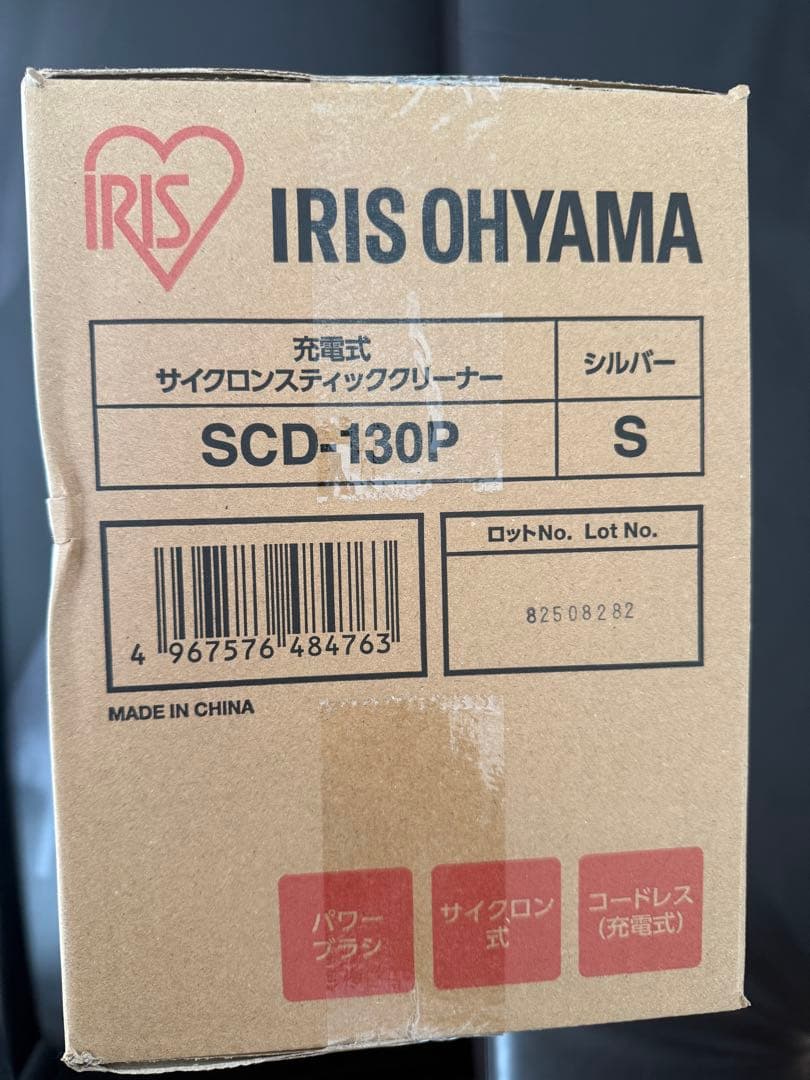 IRIS
IRIS OHYAMA
充電式
サイクロンスティッククリーナー
シルバー
SCD-130P
S
ロットNo. Lot No.
82508282
4 967576 484763
MADE IN CHINA
パワー
ブラシ
サイクロン
式
コードレス
(充電式)